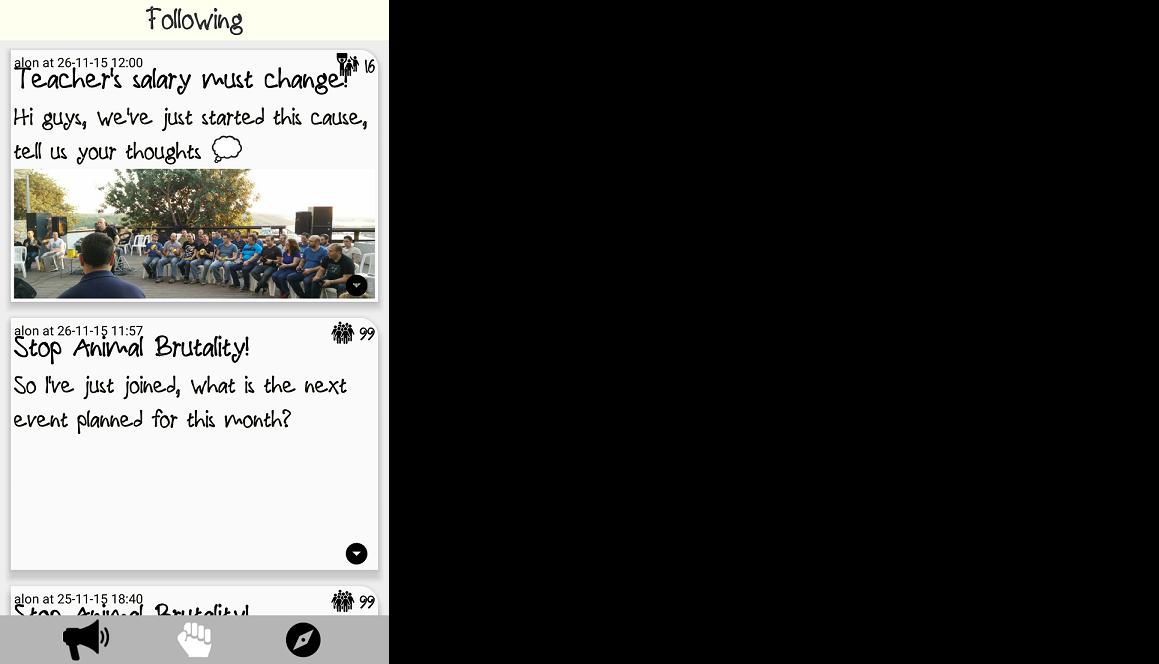 Following
alon at 26-11-15 12:00
16
Teacher's salary must change!
Hi guys, we've just started this cause,
tell us your thoughts
alon at 26-11-15 11:57
99
Stop Animal Brutality!
So I've just joined, what is the next
event planned for this month?
alon at 25-11-15 18:40
99
Stop Animal Brutality!